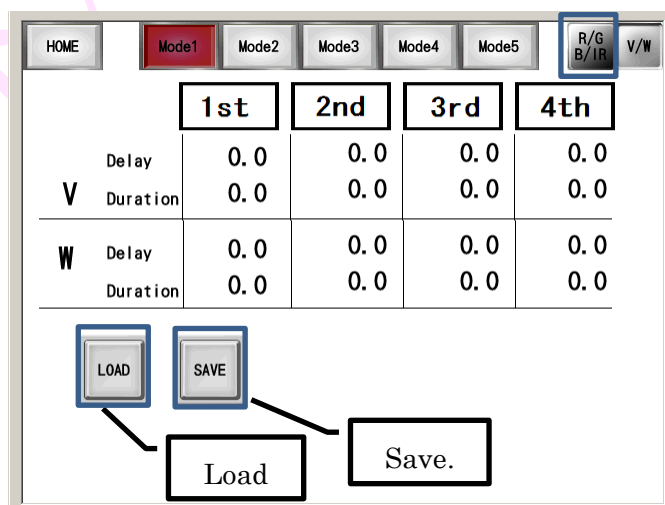 HOME Mode1 Mode2 Mode3 Mode4 Mode5 R/G B/IR V/W
1st 2nd 3rd 4th
Delay 0.0 0.0 0.0 0.0
V
Duration 0.0 0.0 0.0 0.0
W Delay 0.0 0.0 0.0 0.0
Duration 0.0 0.0 0.0 0.0
LOAD SAVE
Load Save.